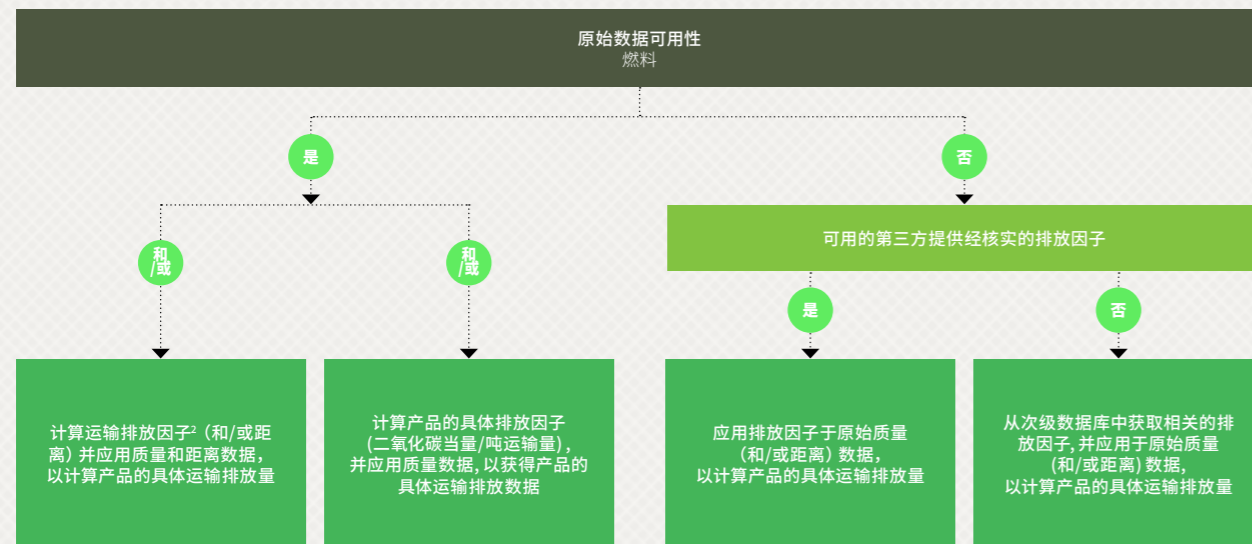 原始数据可用性
燃料
是
否
和
/或
和
/或
可用的第三方提供经核实的排放因子
是
否
计算运输排放因子²（和/或距
离）并应用质量和距离数据，
以计算产品的具体运输排放量
计算产品的具体排放因子
（二氧化碳当量/吨运输量），
并应用质量数据，以获得产品的
具体运输排放数据
应用排放因子于原始质量
（和/或距离）数据，
以计算产品的具体运输排放量
从次级数据库中获取相关的排
放因子，并应用于原始质量
（和/或距离）数据，
以计算产品的具体运输排放量